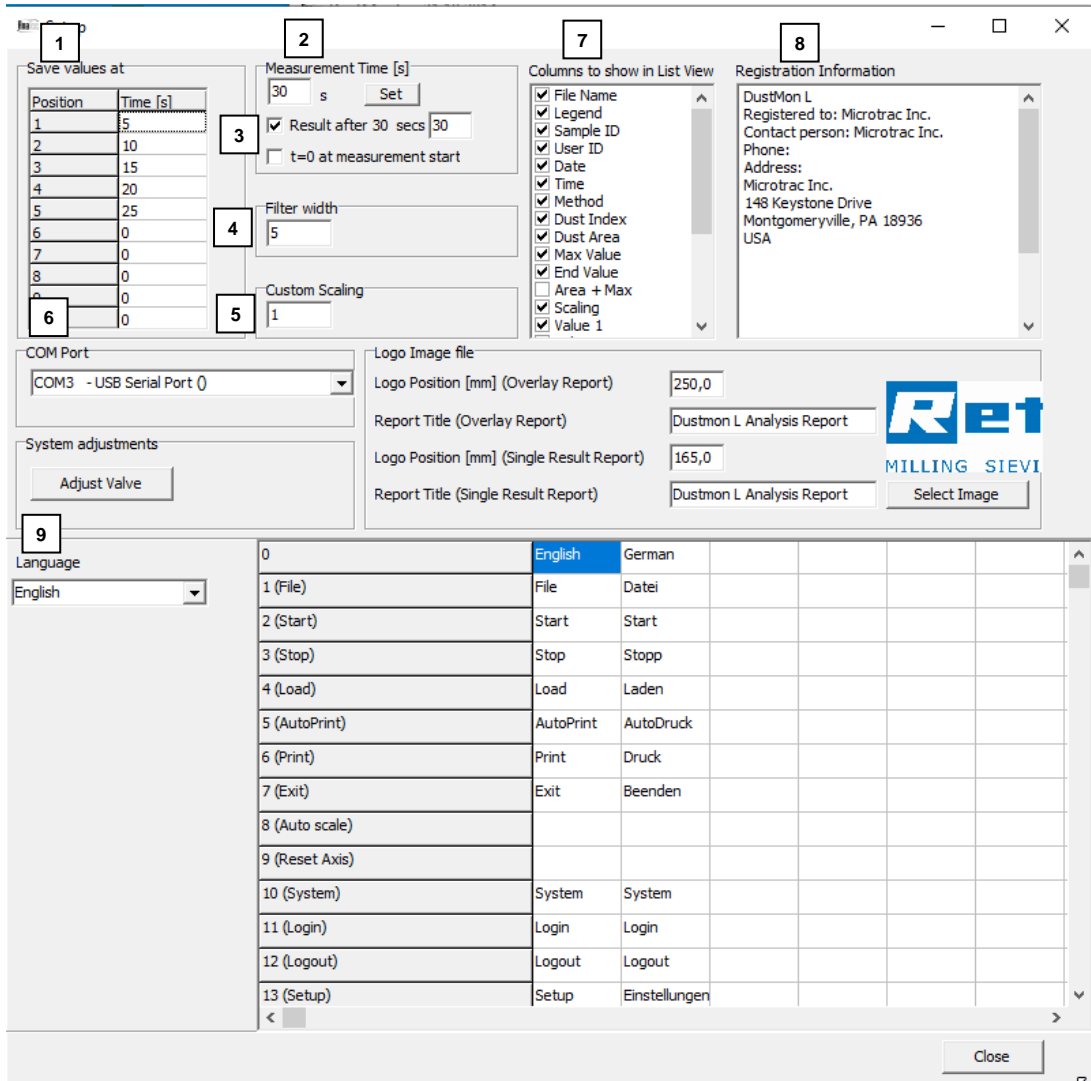 1
2
7
8
Save values at
Position Time [s]
1 5
2 10
3 15
4 20
5 25
6 0
7 0
8 0
0
0
Measurement Time [s]
30 s Set
3
Result after 30 secs 30
t=0 at measurement start
4
Filter width
5
5
Custom Scaling
1
6
Columns to show in List View
File Name
Legend
Sample ID
User ID
Date
Time
Method
Dust Index
Dust Area
Max Value
End Value
Area + Max
Scaling
Value 1
Registration Information
DustMon L
Registered to: Microtrac Inc.
Contact person: Microtrac Inc.
Phone:
Address:
Microtrac Inc.
148 Keystone Drive
Montgomeryville, PA 18936
USA
COM Port
COM3 - USB Serial Port ()
System adjustments
Adjust Valve
Logo Image file
Logo Position [mm] (Overlay Report) 250,0
Report Title (Overlay Report) Dustmon L Analysis Report
Logo Position [mm] (Single Result Report) 165,0
Report Title (Single Result Report) Dustmon L Analysis Report
Ret
MILLING SIEVI
Select Image
9
Language
English
0 English German
1 (File) File Datei
2 (Start) Start Start
3 (Stop) Stop Stopp
4 (Load) Load Laden
5 (AutoPrint) AutoPrint AutoDruck
6 (Print) Print Druck
7 (Exit) Exit Beenden
8 (Auto scale)
9 (Reset Axis)
10 (System) System System
11 (Login) Login Login
12 (Logout) Logout Logout
13 (Setup) Setup Einstellungen
Close